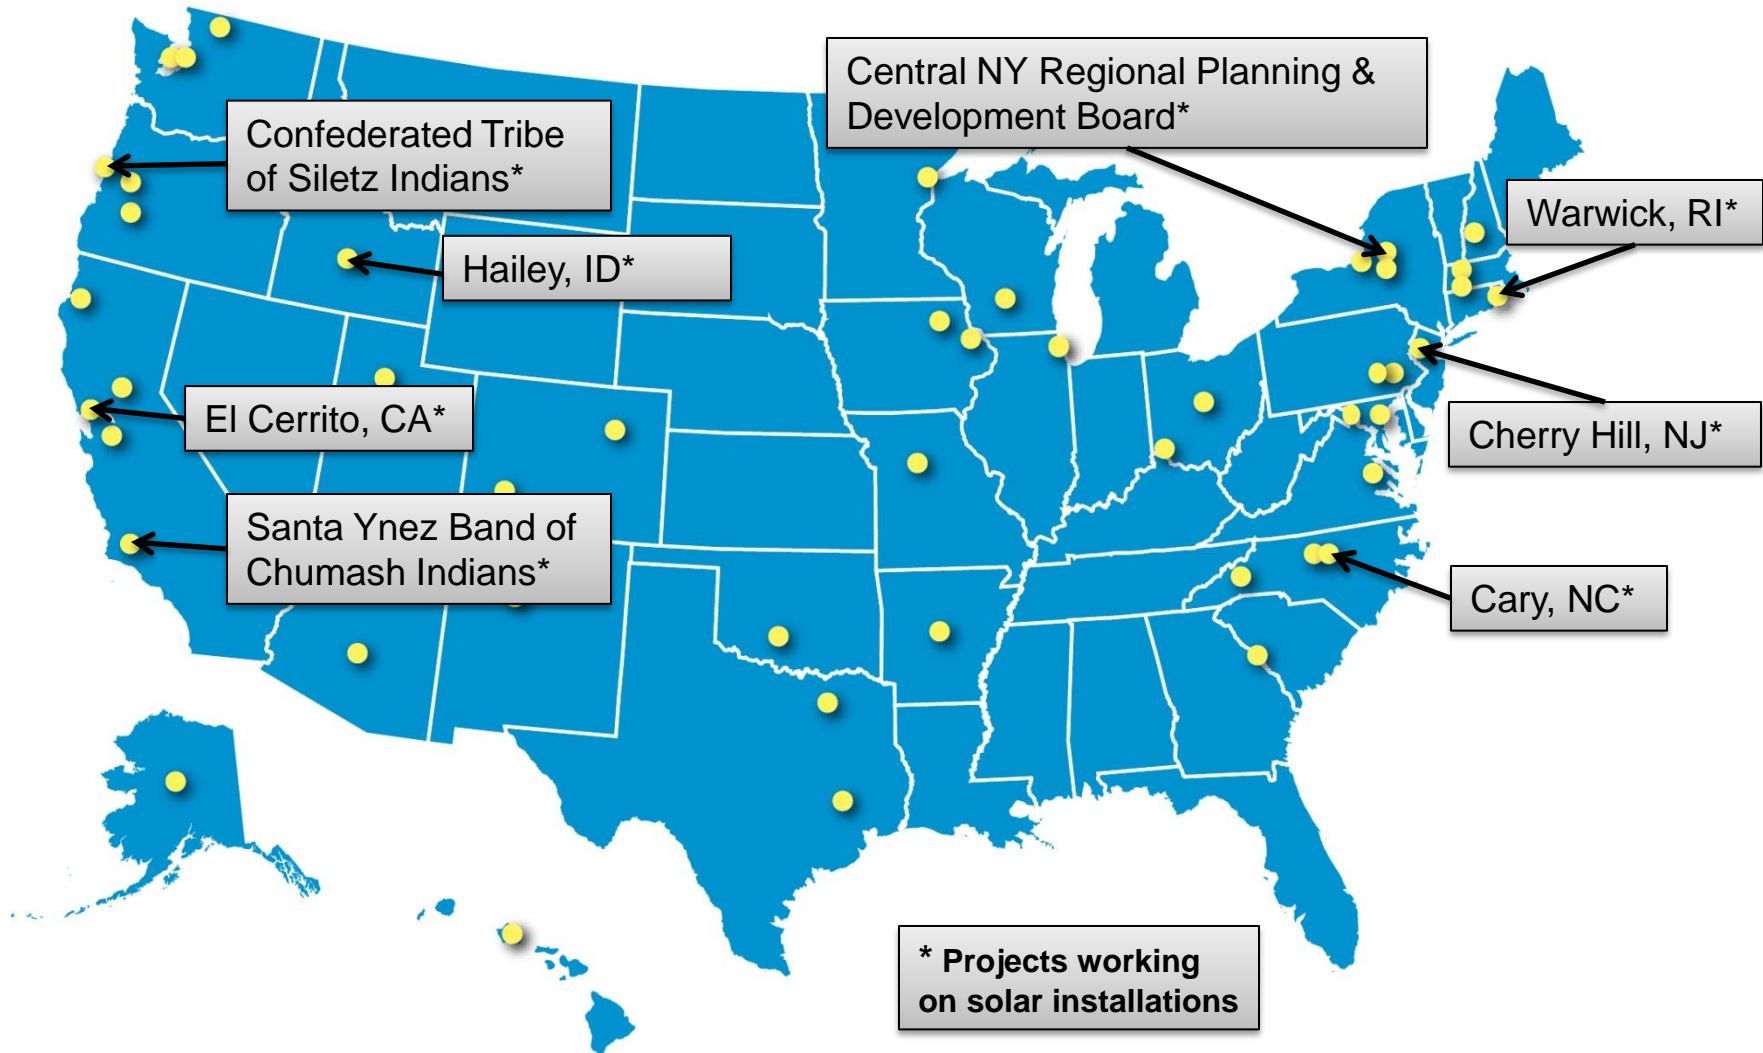 Central NY Regional Planning &
Development Board*
Confederated Tribe
of Siletz Indians*
Warwick, RI*
Hailey, ID*
El Cerrito, CA*
Cherry Hill, NJ*
Santa Ynez Band of
Chumash Indians*
Cary, NC*
* Projects working
on solar installations